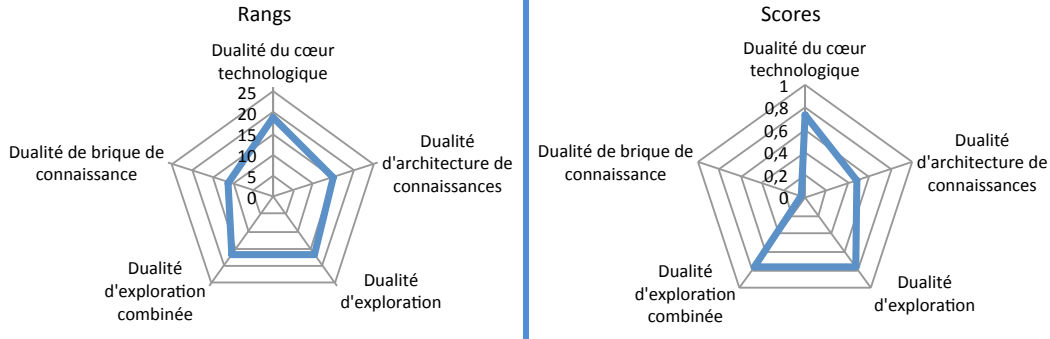 Rangs
Dualité du cœur
technologique
25
20
15
10
5
0
Dualité
d'architecture de
connaissances
Dualité
d'exploration
Dualité
d'exploration
combinée
Dualité de brique de
connaissance
Scores
Dualité du cœur
technologique
1
0,8
0,6
0,4
0,2
0
Dualité
d'architecture de
connaissances
Dualité
d'exploration
Dualité
d'exploration
combinée
Dualité de brique de
connaissance